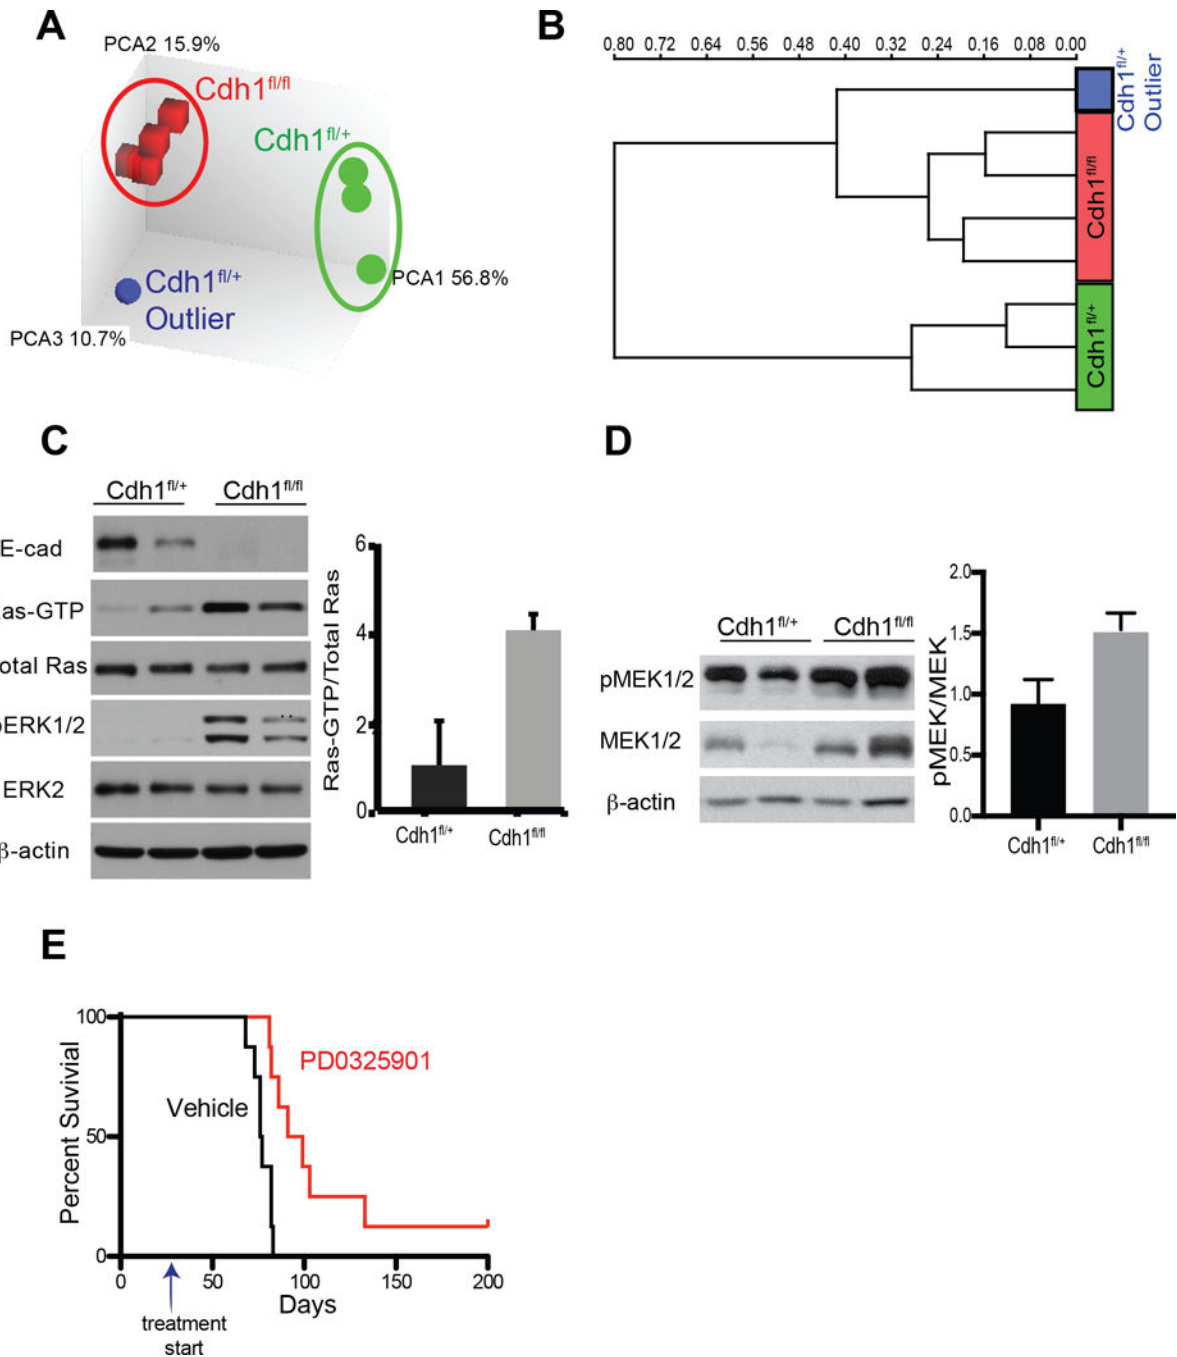 A
PCA2 15.9%
Cdh1fl/fl
Cdh1fl/+
PCA1 56.8%
Cdh1fl/+
Outlier
PCA3 10.7%
B
0.80 0.72 0.64 0.56 0.48 0.40 0.32 0.24 0.16 0.08 0.00
Cdh1fl/+
Outlier
Cdh1fl/fl
Cdh1fl/+
C
Cdh1fl/+ Cdh1fl/fl
E-cad
as-GTP
otal Ras
ERK1/2
ERK2
β-actin
Ras-GTP/Total Ras
6
4
2
0
Cdh1fl/+ Cdh1fl/fl
D
Cdh1fl/+ Cdh1fl/fl
pMEK1/2
MEK1/2
β-actin
pMEK/MEK
2.0
1.5
1.0
0.5
0.0
Cdh1fl/+ Cdh1fl/fl
E
Percent Suvivial
100
50
0
PD0325901
Vehicle
0 50 100 150 200
Days
treatment
start